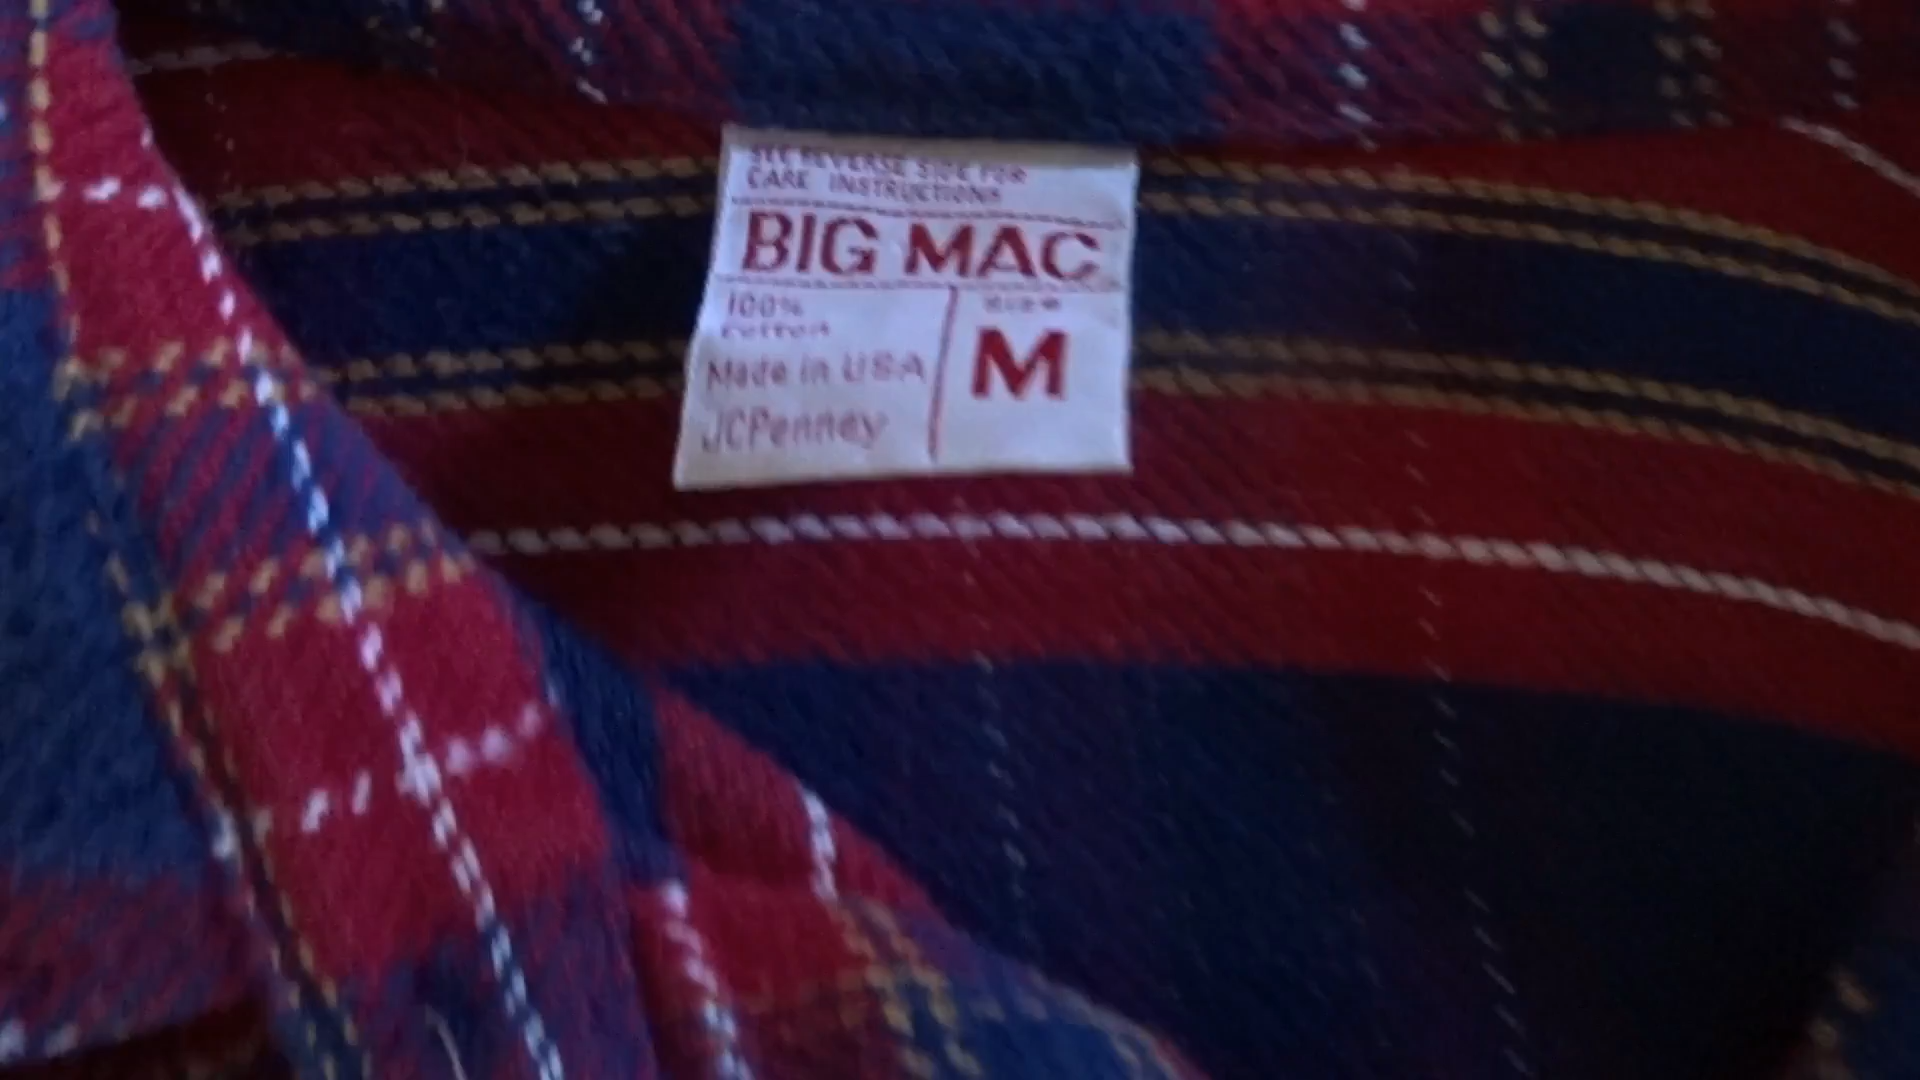 SEE REVERSE SIDE FOR
CARE INSTRUCTIONS
BIG MAC
100%
cotton
Made in USA
JCPenney
SIZE
M